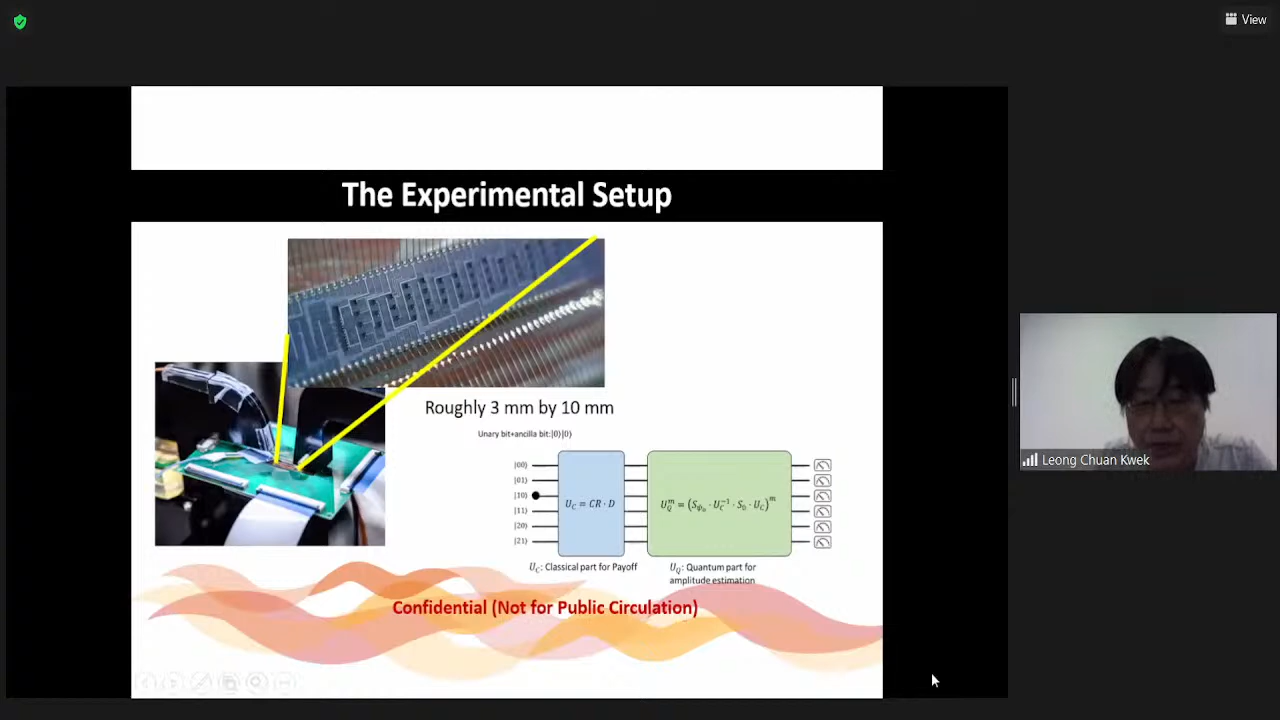 View
The Experimental Setup
Roughly 3 mm by 10 mm
Unary bit+ancilla bit:|0⟩|0⟩
|00⟩
|01⟩
|10⟩
|11⟩
|20⟩
|21⟩
U_C = CR · D
U_Q^m = (S_ψ₀ · U_C^-1 · S_0 · U_C)^m
U_C: Classical part for Payoff
U_Q: Quantum part for
amplitude estimation
Confidential (Not for Public Circulation)
Leong Chuan Kwek